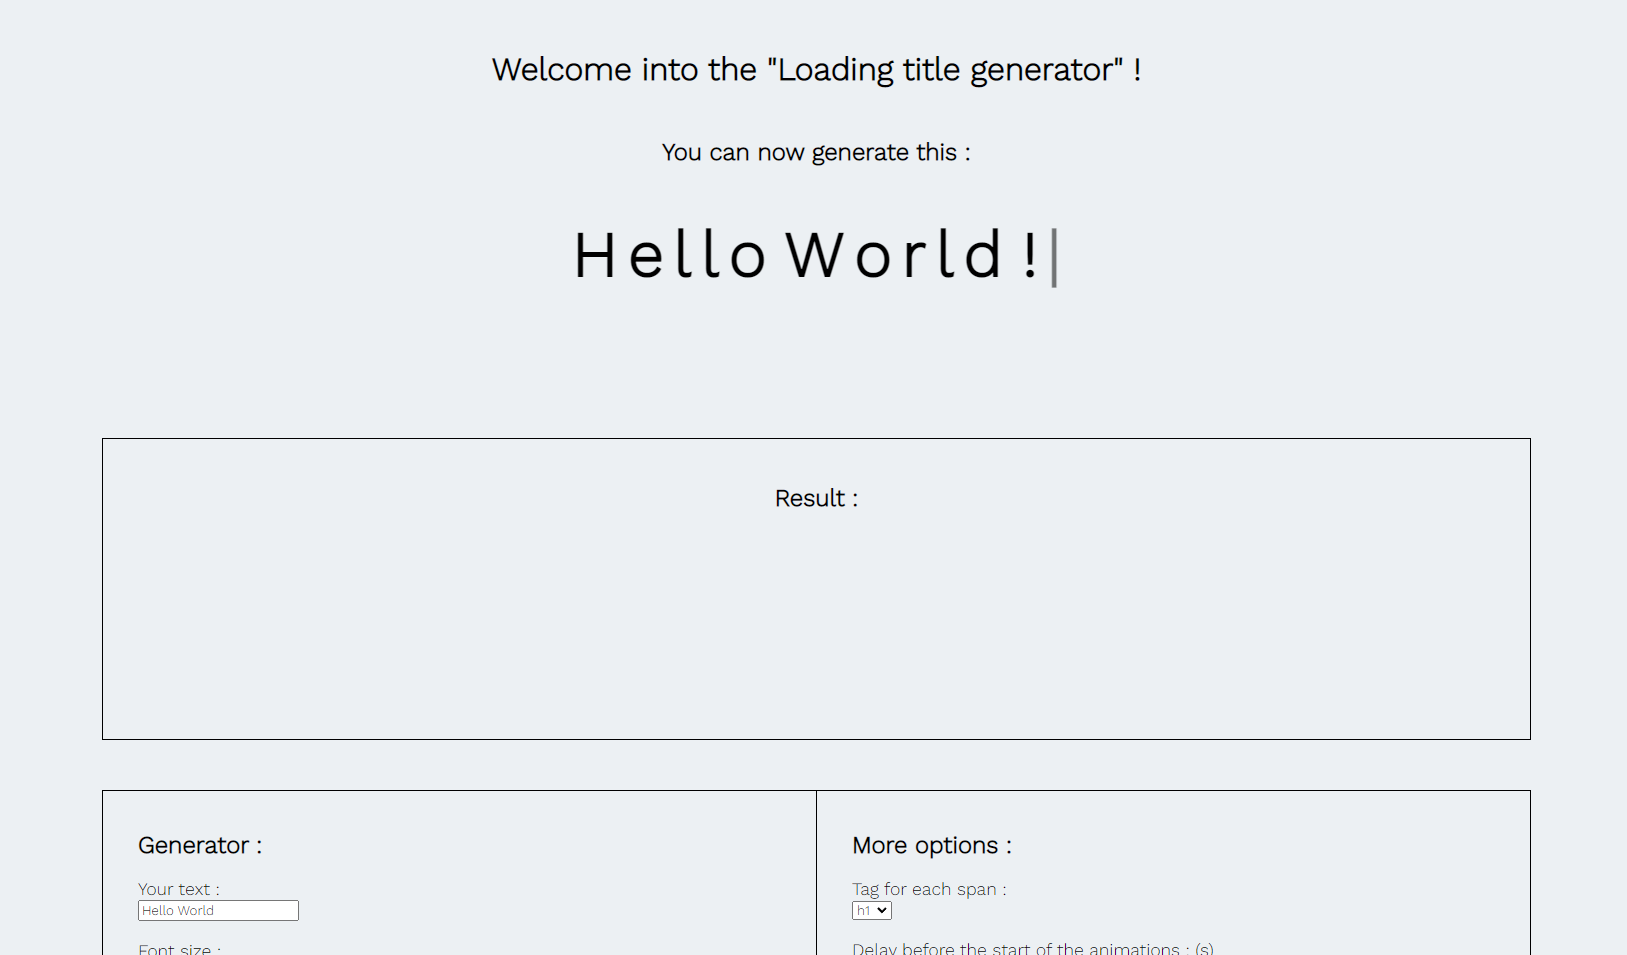 Welcome into the "Loading title generator" !
You can now generate this :
Hello World !
Result :
Generator :
Your text :
Hello World
Font size :
More options :
Tag for each span :
h1
Delay before the start of the animations : (s)